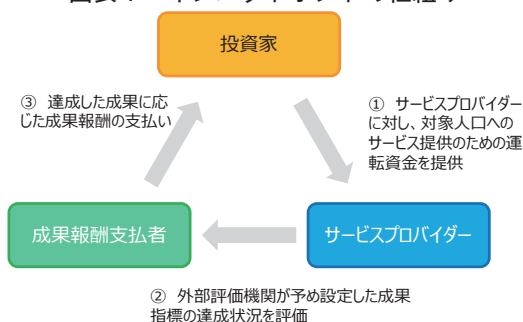 投資家
③ 達成した成果に応
じた成果報酬の支払い
① サービスプロバイダー
に対し、対象人口への
サービス提供のための運
転資金を提供
成果報酬支払者
サービスプロバイダー
② 外部評価機関が予め設定した成果
指標の達成状況を評価